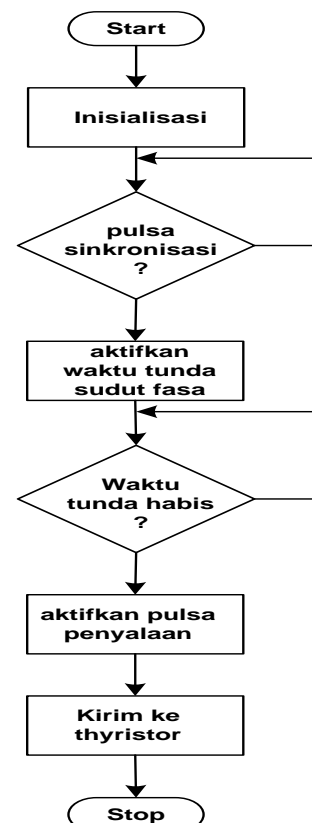 Start
Inisialisasi
pulsa
sinkronisasi
?
aktifkan
waktu tunda
sudut fasa
Waktu
tunda habis
?
aktifkan pulsa
penyalaan
Kirim ke
thyristor
Stop